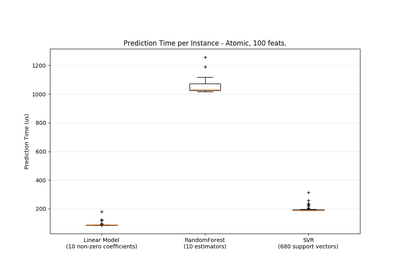 Prediction Time per Instance - Atomic, 100 feats.
1200
1000
800
600
400
200
Prediction Time (us)
Linear Model
(10 non-zero coefficients)
RandomForest
(10 estimators)
SVR
(680 support vectors)